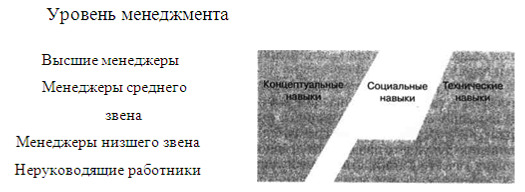 Уровень менеджмента
Высшие менеджеры
Менеджеры среднего
звена
Менеджеры низшего звена
Неруководящие работники
Концептуальные
навыки
Социальные
навыки
Технические
навыки